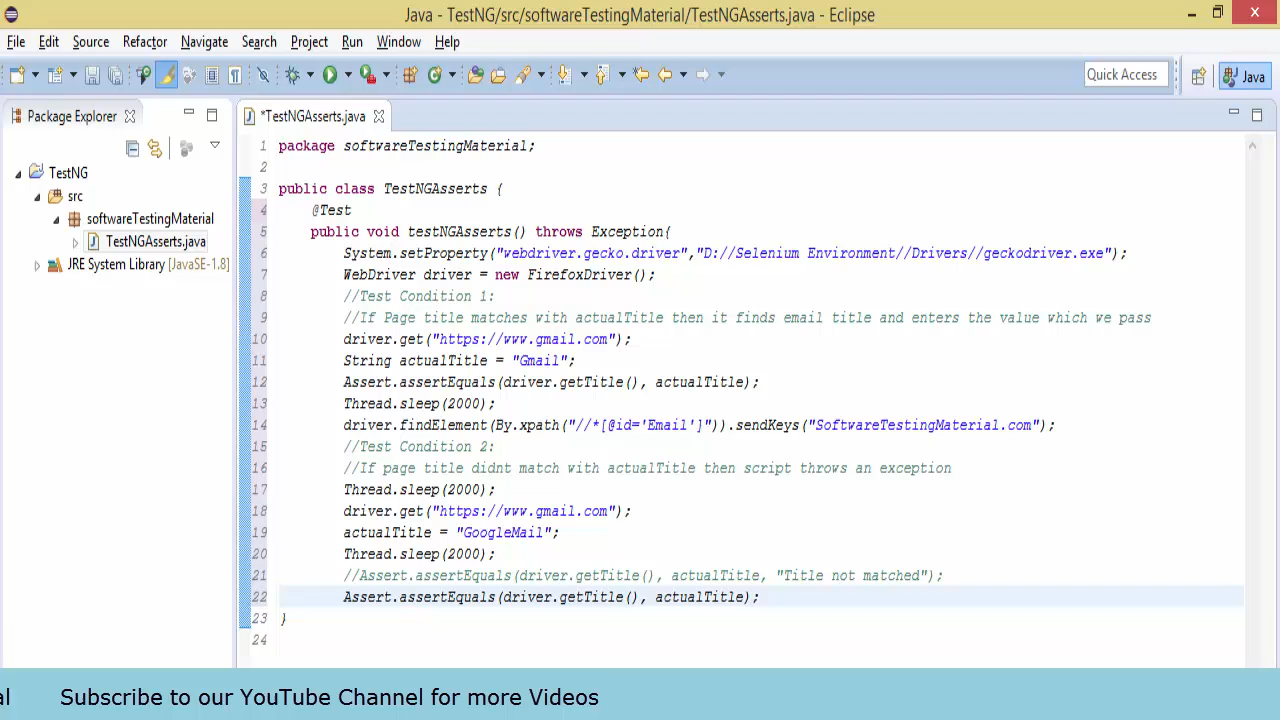 Java - TestNG/src/softwareTestingMaterial/TestNGAsserts.java - Eclipse
File Edit Source Refactor Navigate Search Project Run Window Help
Quick Access
Java
Package Explorer
TestNG
src
softwareTestingMaterial
TestNGAsserts.java
JRE System Library [JavaSE-1.8]
*TestNGAsserts.java
1 package softwareTestingMaterial;
2
3 public class TestNGAsserts {
4 @Test
5 public void testNGAsserts() throws Exception{
6 System.setProperty("webdriver.gecko.driver","D://Selenium Environment//Drivers//geckodriver.exe");
7 WebDriver driver = new FirefoxDriver();
8 //Test Condition 1:
9 //If Page title matches with actualTitle then it finds email title and enters the value which we pass
10 driver.get("https://www.gmail.com");
11 String actualTitle = "Gmail";
12 Assert.assertEquals(driver.getTitle(), actualTitle);
13 Thread.sleep(2000);
14 driver.findElement(By.xpath("//*[@id='Email']")).sendKeys("SoftwareTestingMaterial.com");
15 //Test Condition 2:
16 //If page title didnt match with actualTitle then script throws an exception
17 Thread.sleep(2000);
18 driver.get("https://www.gmail.com");
19 actualTitle = "GoogleMail";
20 Thread.sleep(2000);
21 //Assert.assertEquals(driver.getTitle(), actualTitle, "Title not matched");
22 Assert.assertEquals(driver.getTitle(), actualTitle);
23 }
24
al Subscribe to our YouTube Channel for more Videos